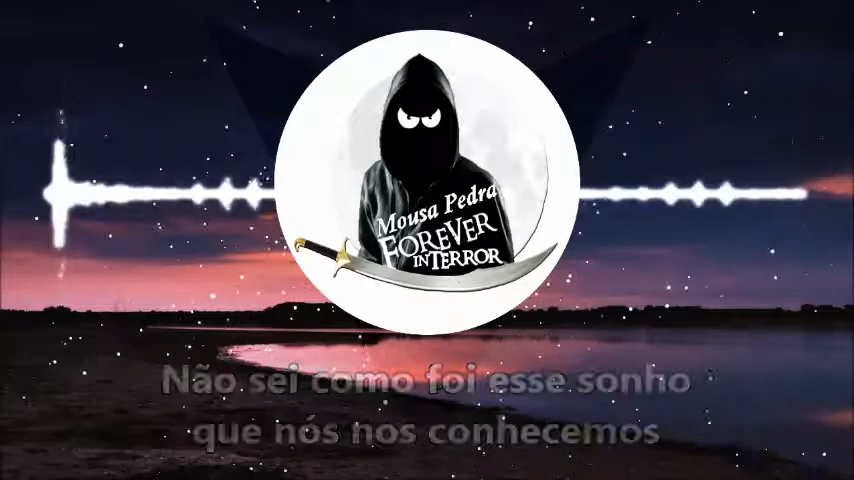 Mousa Pedra
FOREVER
IN TERROR
Não sei como foi esse sonho
que nós nos conhecemos